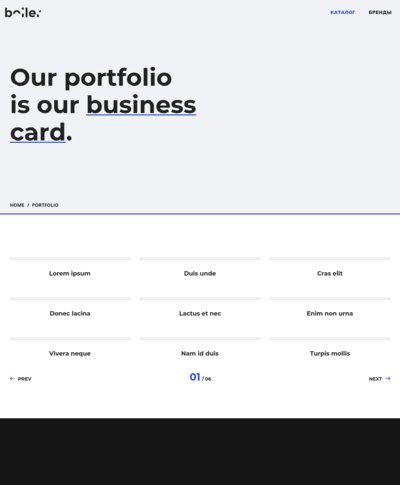 boiler
КАТАЛОГ БРЕНДЫ
Our portfolio
is our business
card.
HOME / PORTFOLIO
Lorem ipsum Duis unde Cras elit
Donec lacina Lactus et nec Enim non urna
Vivera neque Nam id duis Turpis mollis
← PREV 01 / 06 NEXT →